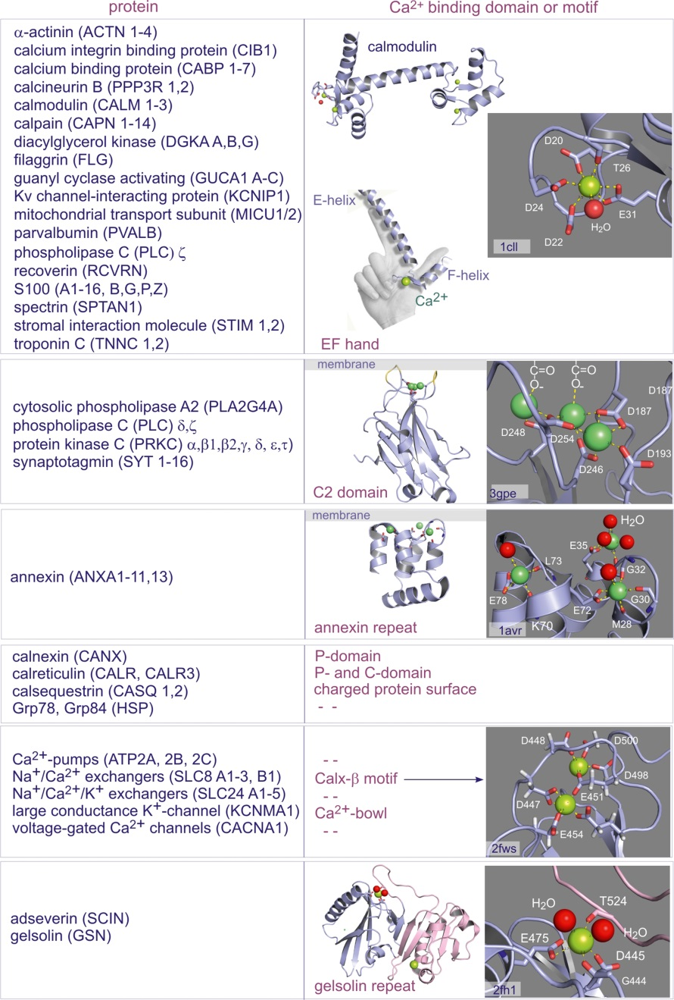 protein
Ca2+ binding domain or motif
α-actinin (ACTN 1-4)
calcium integrin binding protein (CIB1)
calcium binding protein (CABP 1-7)
calcineurin B (PPP3R 1,2)
calmodulin (CALM 1-3)
calpain (CAPN 1-14)
diacylglycerol kinase (DGKA A,B,G)
filaggrin (FLG)
guanyl cyclase activating (GUCA1 A-C)
Kv channel-interacting protein (KCNIP1)
mitochondrial transport subunit (MICU1/2)
parvalbumin (PVALB)
phospholipase C (PLC) ζ
recoverin (RCVRN)
S100 (A1-16, B,G,P,Z)
spectrin (SPTAN1)
stromal interaction molecule (STIM 1,2)
troponin C (TNNC 1,2)
calmodulin
D20
T26
D24
E31
H2O
D22
1cll
E-helix
F-helix
Ca2+
EF hand
cytosolic phospholipase A2 (PLA2G4A)
phospholipase C (PLC) δ,ζ
protein kinase C (PRKC) α,β1,β2,γ, δ, ε,τ)
synaptotagmin (SYT 1-16)
membrane
C2 domain
C=O
O-
C=O
O-
D187
D187
D248
D254
D193
D246
3gpe
annexin (ANXA1-11,13)
membrane
annexin repeat
H2O
E35
L73
G32
E78
E72
G30
K70
M28
1avr
calnexin (CANX)
calreticulin (CALR, CALR3)
calsequestrin (CASQ 1,2)
Grp78, Grp84 (HSP)
P-domain
P- and C-domain
charged protein surface
- -
Ca2+-pumps (ATP2A, 2B, 2C)
Na+/Ca2+ exchangers (SLC8 A1-3, B1)
Na+/Ca2+/K+ exchangers (SLC24 A1-5)
large conductance K+-channel (KCNMA1)
voltage-gated Ca2+ channels (CACNA1)
- -
Calx-β motif
- -
Ca2+-bowl
- -
D448
D500
D498
D447
E451
E454
2fws
adseverin (SCIN)
gelsolin (GSN)
gelsolin repeat
H2O
T524
E475
H2O
D445
G444
2fh1